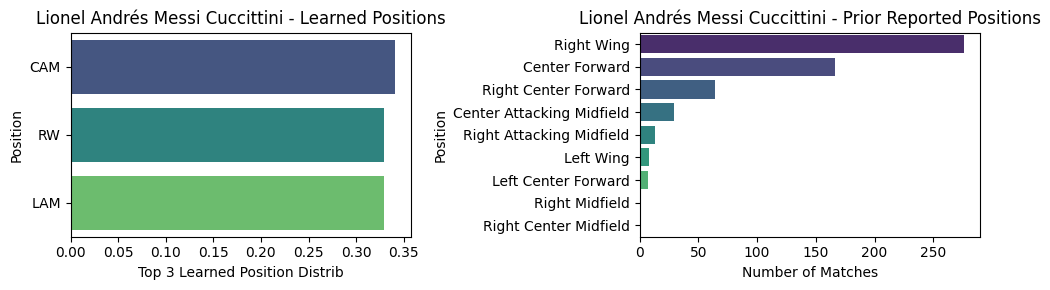 Lionel Andrés Messi Cuccittini - Learned Positions
Position
CAM
RW
LAM
0.00 0.05 0.10 0.15 0.20 0.25 0.30 0.35
Top 3 Learned Position Distrib
Lionel Andrés Messi Cuccittini - Prior Reported Positions
Position
Right Wing
Center Forward
Right Center Forward
Center Attacking Midfield
Right Attacking Midfield
Left Wing
Left Center Forward
Right Midfield
Right Center Midfield
0 50 100 150 200 250
Number of Matches